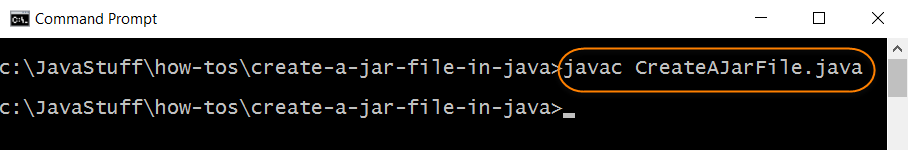 Command Prompt
c:\JavaStuff\how-tos\create-a-jar-file-in-java>javac CreateAJarFile.java
c:\JavaStuff\how-tos\create-a-jar-file-in-java>